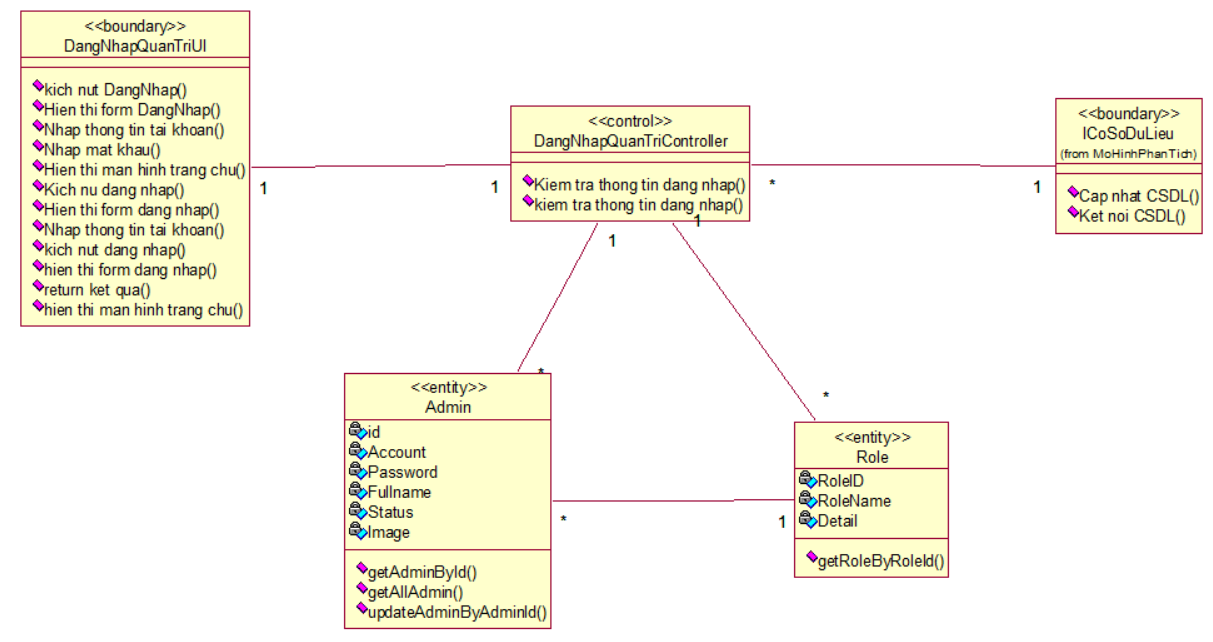 <<boundary>>
DangNhapQuanTriUI
kich nut DangNhap()
Hien thi form DangNhap()
Nhap thong tin tai khoan()
Nhap mat khau()
Hien thi man hinh trang chu()
Kich nu dang nhap()
Hien thi form dang nhap()
Nhap thong tin tai khoan()
kich nut dang nhap()
hien thi form dang nhap()
return ket qua()
hien thi man hinh trang chu()
1
1
<<control>>
DangNhapQuanTriController
Kiem tra thong tin dang nhap()
kiem tra thong tin dang nhap()
*
1
<<boundary>>
ICoSoDuLieu
(from MoHinhPhanTich)
Cap nhat CSDL()
Ket noi CSDL()
1
1
*
*
<<entity>>
Admin
id
Account
Password
Fullname
Status
Image
getAdminById()
getAllAdmin()
updateAdminByAdminId()
*
1
<<entity>>
Role
RoleID
RoleName
Detail
getRoleByRoleId()